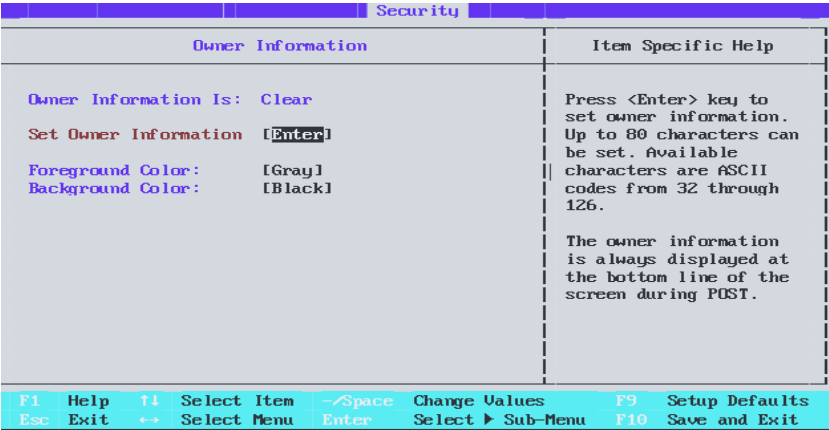 Security
Owner Information
Item Specific Help
Owner Information Is: Clear
Set Owner Information [Enter]
Foreground Color: [Gray]
Background Color: [Black]
Press <Enter> key to
set owner information.
Up to 80 characters can
be set. Available
characters are ASCII
codes from 32 through
126.
The owner information
is always displayed at
the bottom line of the
screen during POST.
F1 Help ↑↓ Select Item -/Space Change Values F9 Setup Defaults
Esc Exit ↔ Select Menu Enter Select ▶ Sub-Menu F10 Save and Exit